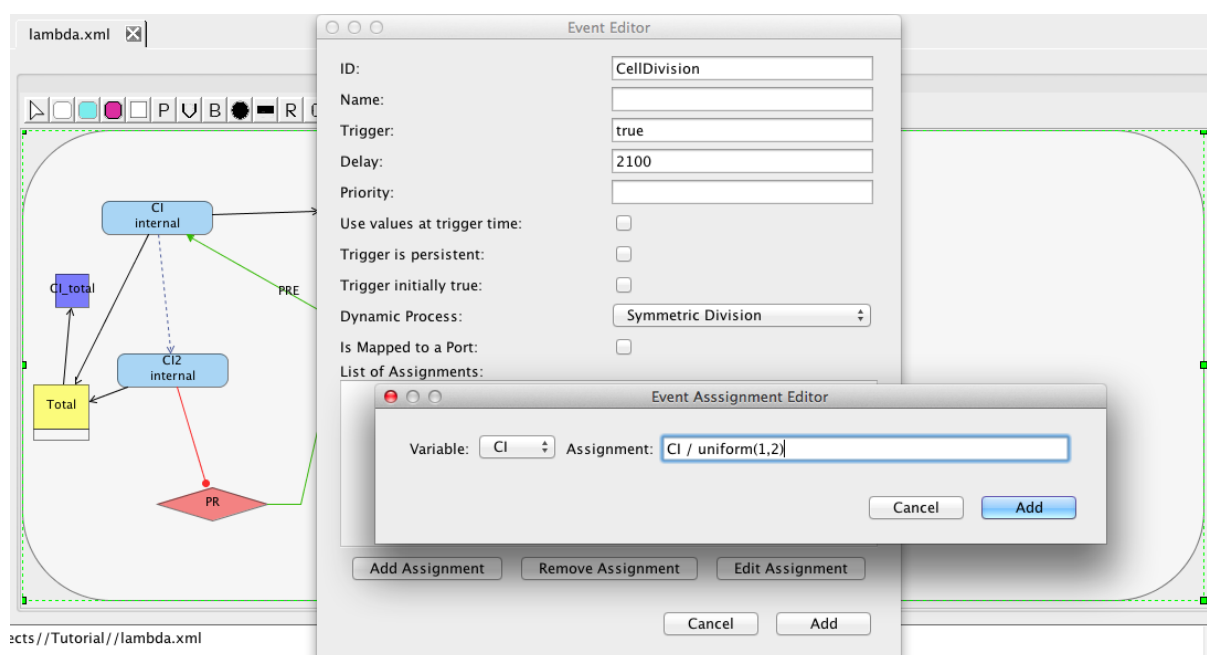 lambda.xml
Event Editor
ID: CellDivision
Name:
Trigger: true
Delay: 2100
Priority:
Use values at trigger time:
Trigger is persistent:
Trigger initially true:
Dynamic Process: Symmetric Division
Is Mapped to a Port:
List of Assignments:
Event Asssignment Editor
Variable: CI Assignment: CI / uniform(1,2)
Cancel Add
Add Assignment Remove Assignment Edit Assignment
Cancel Add
P V B R
CI
internal
CI_total
PRE
CI2
internal
Total
PR
ects//Tutorial//lambda.xml